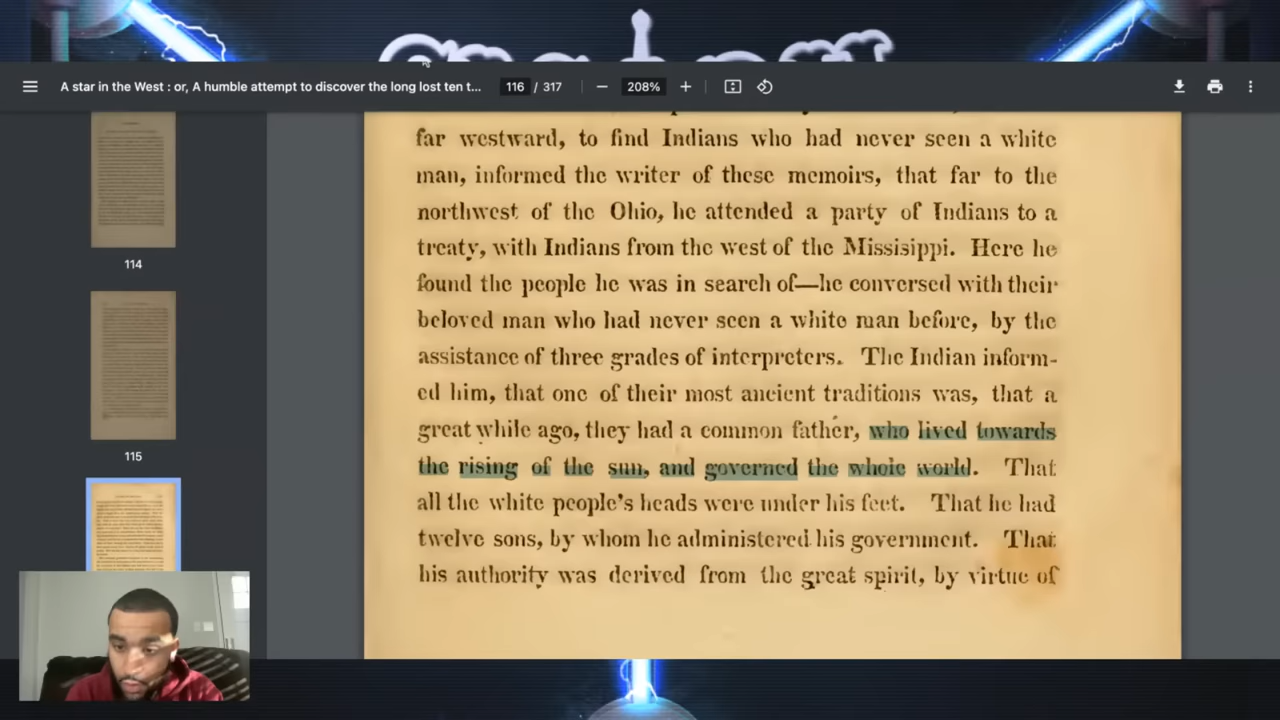 A star in the West : or, A humble attempt to discover the long lost ten t...
116 / 317
208%
114
115
far westward, to find Indians who had never seen a white
man, informed the writer of these memoirs, that far to the
northwest of the Ohio, he attended a party of Indians to a
treaty, with Indians from the west of the Missisippi. Here he
found the people he was in search of—he conversed with their
beloved man who had never seen a white man before, by the
assistance of three grades of interpreters. The Indian inform-
ed him, that one of their most ancient traditions was, that a
great while ago, they had a common father, who lived towards
the rising of the sun, and governed the whole world. That
all the white people's heads were under his feet. That he had
twelve sons, by whom he administered his government. That
his authority was derived from the great spirit, by virtue of